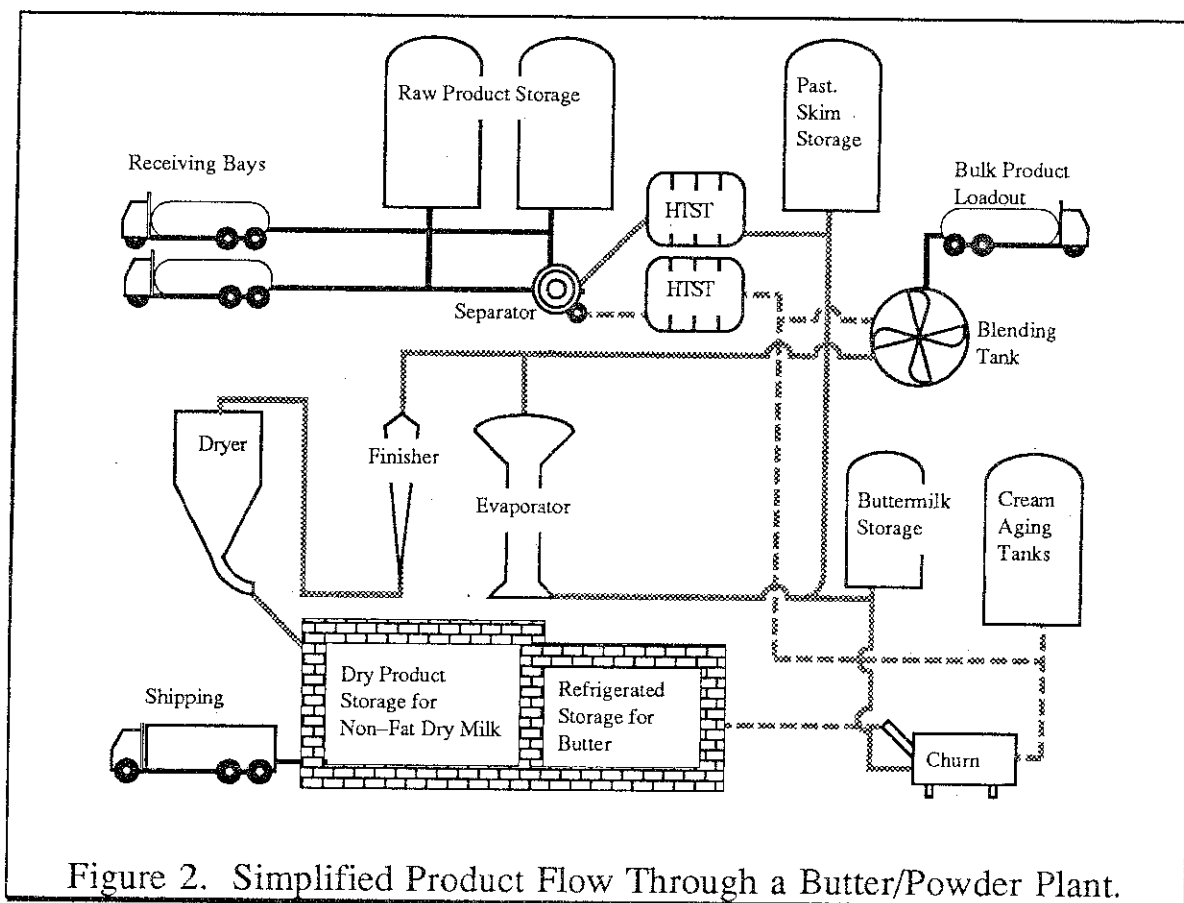 Raw Product Storage
Past.
Skim
Storage
Receiving Bays
Bulk Product
Loadout
HTST
HTST
Separator
Blending
Tank
Dryer
Finisher
Evaporator
Buttermilk
Storage
Cream
Aging
Tanks
Dry Product
Storage for
Non–Fat Dry Milk
Refrigerated
Storage for
Butter
Shipping
Churn
Figure 2. Simplified Product Flow Through a Butter/Powder Plant.